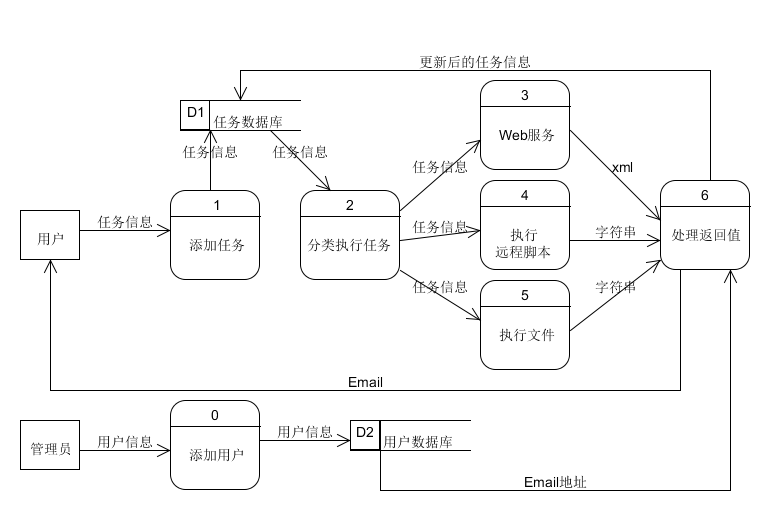 更新后的任务信息
3
Web服务
D1
任务数据库
任务信息
任务信息
任务信息
xml
1
添加任务
2
分类执行任务
4
执行
远程脚本
6
处理返回值
用户
任务信息
任务信息
字符串
任务信息
字符串
5
执行文件
Email
0
添加用户
管理员
用户信息
用户信息
D2
用户数据库
Email地址